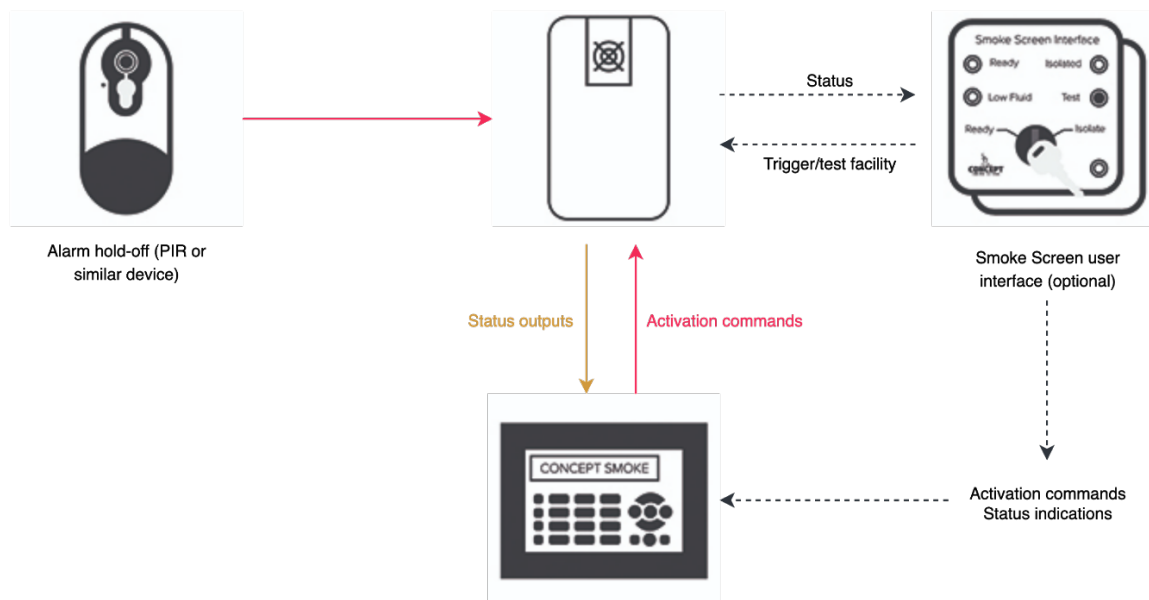 Smoke Screen Interface
Ready
Isolated
Low Fluid
Test
Ready
Isolate
CONCEPT
Status
Trigger/test facility
Alarm hold-off (PIR or
similar device)
Smoke Screen user
interface (optional)
Status outputs
Activation commands
CONCEPT SMOKE
Activation commands
Status indications